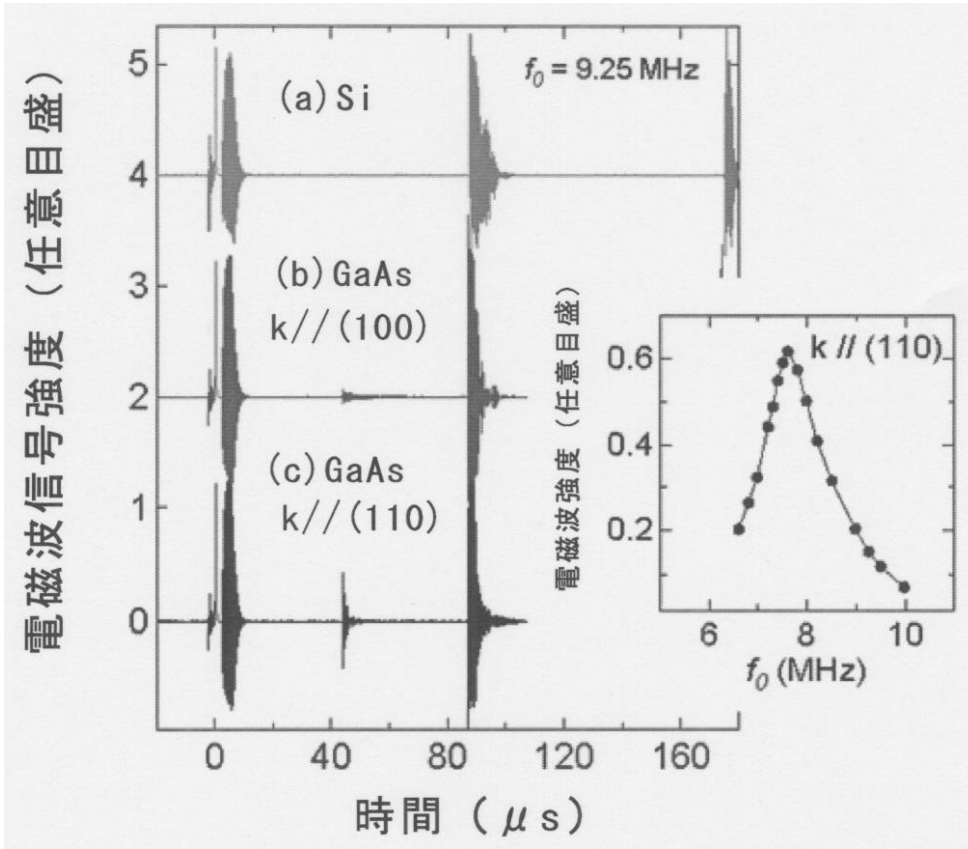 電磁波信号強度（任意目盛）
5
4
3
2
1
0
(a)Si
f0 = 9.25 MHz
(b)GaAs
k//(100)
(c)GaAs
k//(110)
0
40
80
120
160
時間（μs）
電磁波強度（任意目盛）
0.6
0.4
0.2
k // (110)
6
8
10
f0 (MHz)